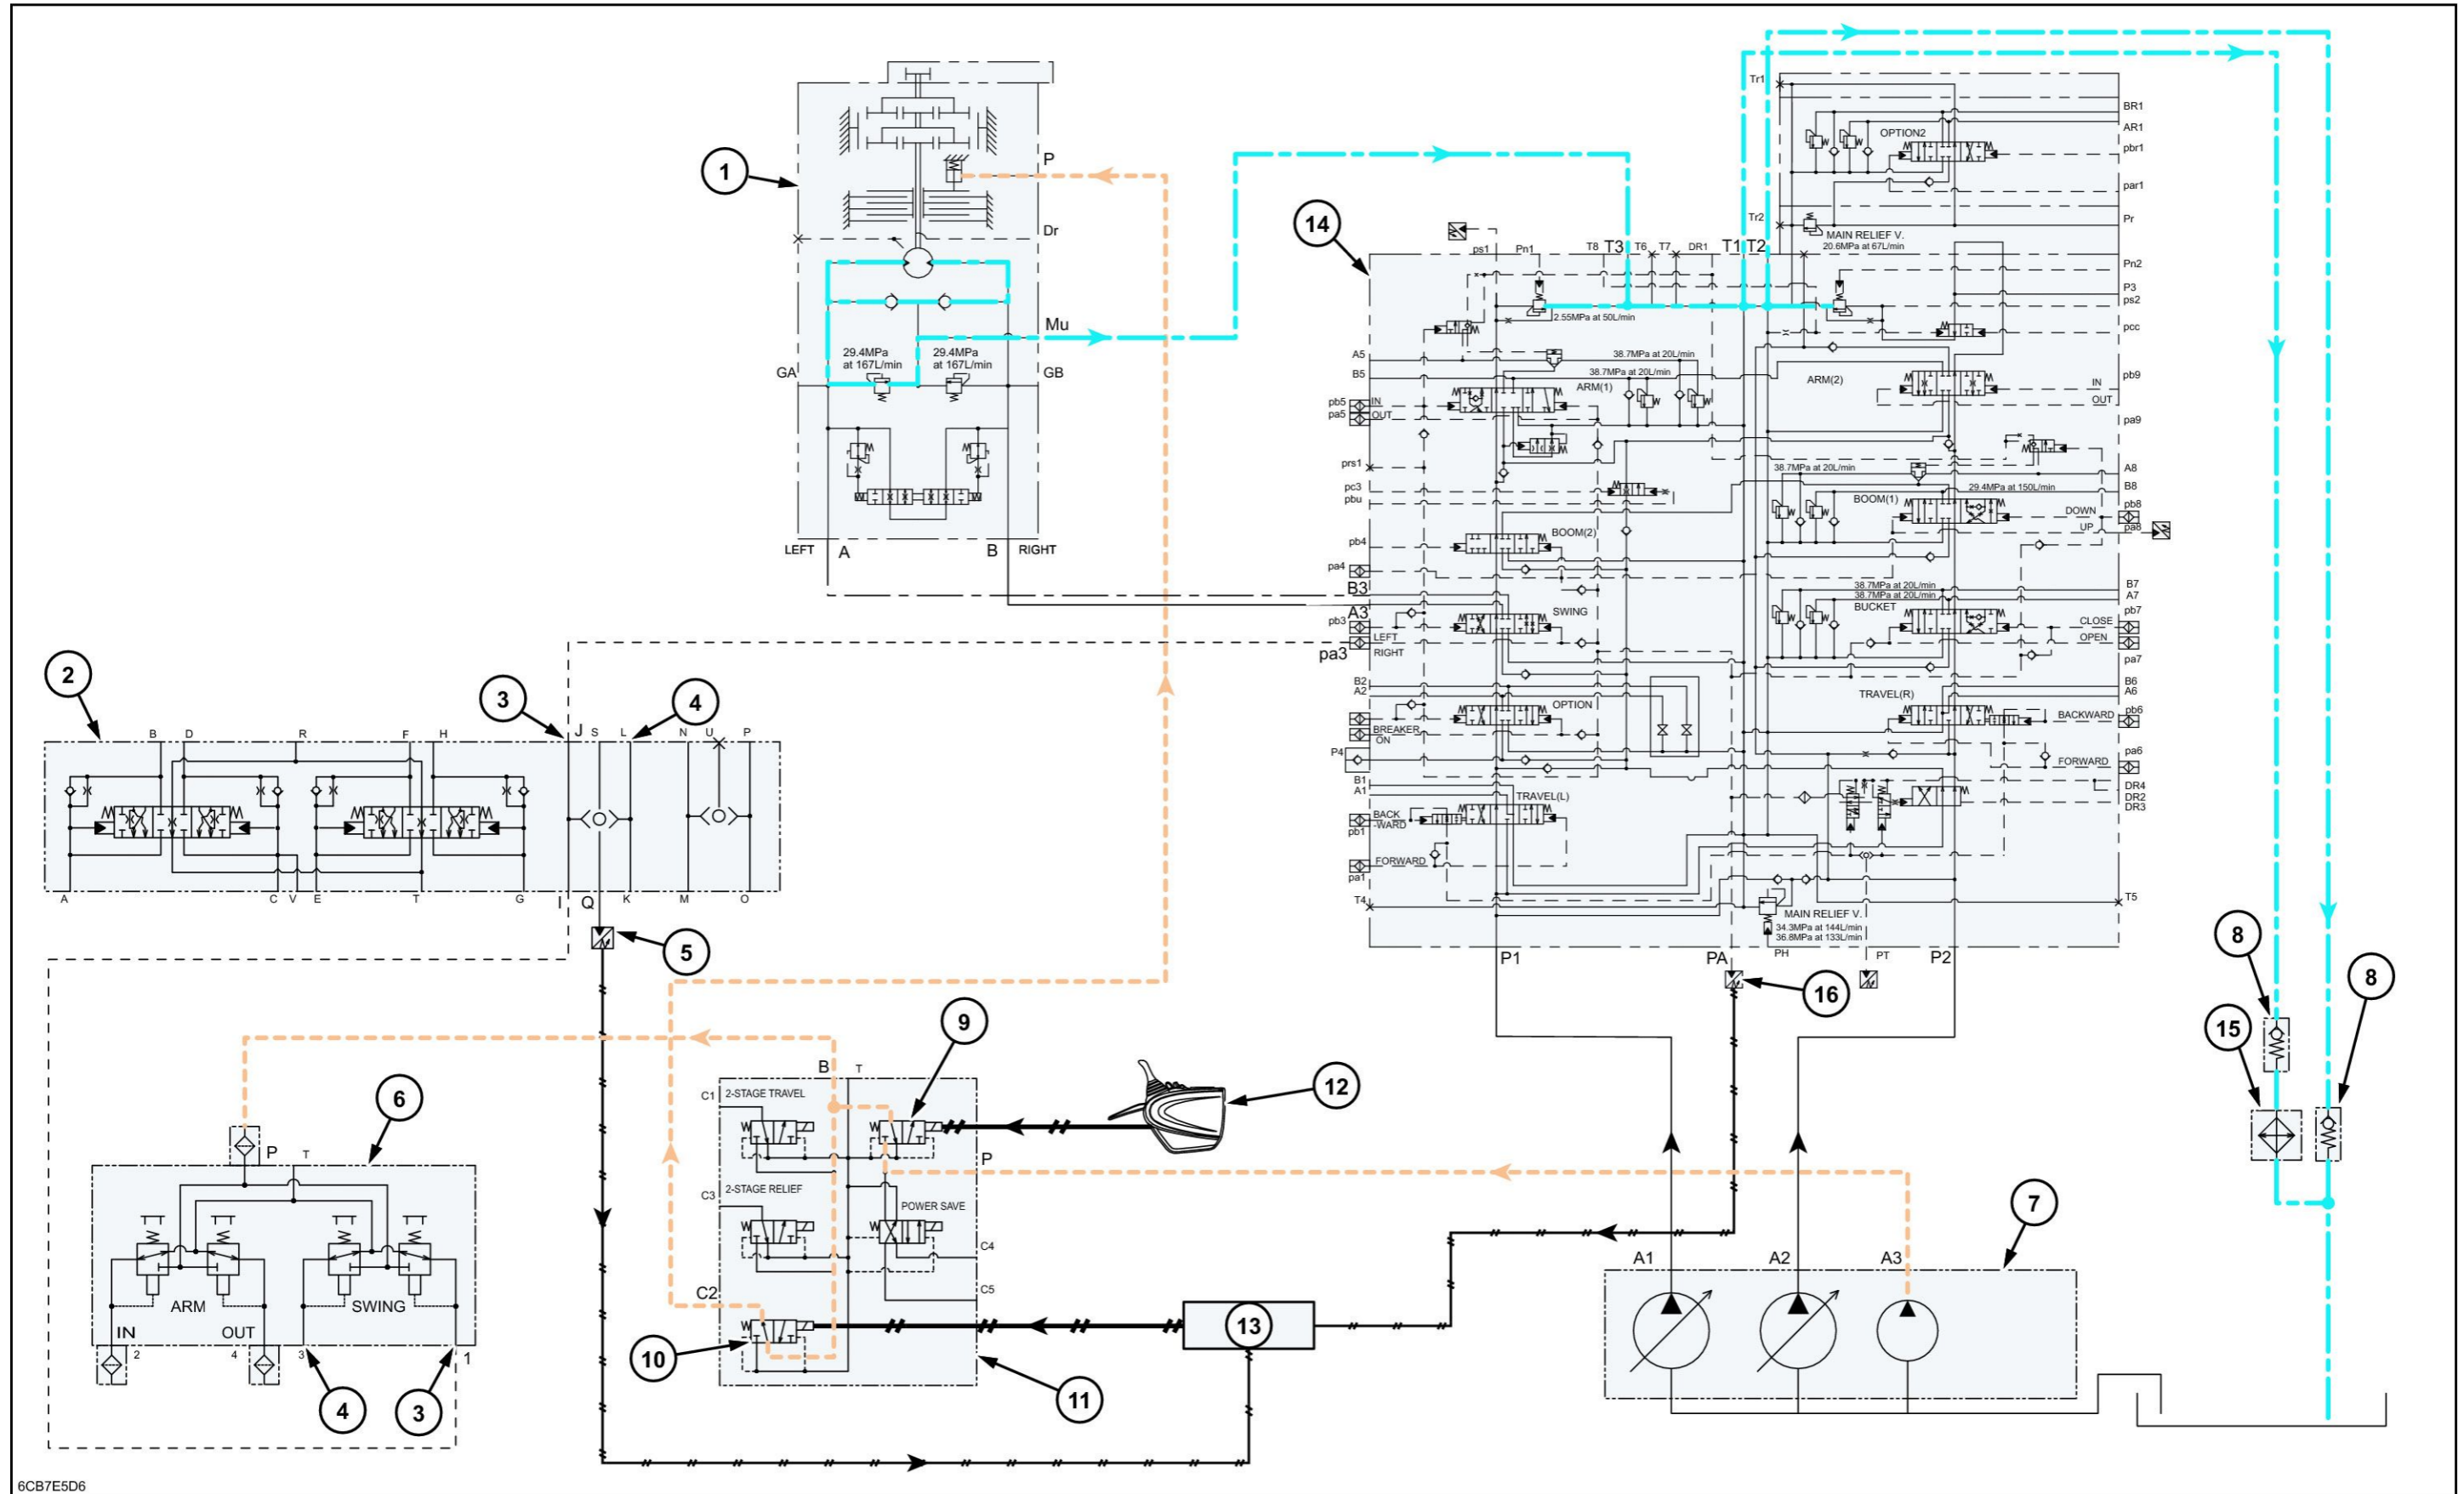 1
P
Dr
Mu
29.4MPa
at 167L/min
29.4MPa
at 167L/min
GA
GB
LEFT
A
B
RIGHT
14
Tr1
BR1
AR1
OPTION2
pbr1
par1
Tr2
Pr
MAIN RELIEF V.
20.6MPa at 67L/min
ps1
Pn1
T8
T3
T6
T7
DR1
T1
T2
Pn2
P3
ps2
pcc
2.55MPa at 50L/min
A5
B5
38.7MPa at 20L/min
38.7MPa at 20L/min
ARM(1)
ARM(2)
pb9
IN
OUT
pa9
pb5
IN
pa5
OUT
prs1
pc3
pbu
38.7MPa at 20L/min
A8
29.4MPa at 150L/min
B8
BOOM(1)
pb8
DOWN
UP
pa8
BOOM(2)
pb4
pa4
B3
A3
38.7MPa at 20L/min
38.7MPa at 20L/min
B7
A7
BUCKET
pb7
CLOSE
OPEN
pa7
SWING
pb3
LEFT
RIGHT
pa3
B2
A2
OPTION
BREAKER
ON
P4
B6
A6
TRAVEL(R)
pb6
BACKWARD
pa6
FORWARD
B1
A1
TRAVEL(L)
BACK
-WARD
pb1
FORWARD
pa1
DR4
DR2
DR3
T4
T5
MAIN RELIEF V.
34.3MPa at 144L/min
36.8MPa at 133L/min
P1
PA
PH
PT
P2
16
2
3
4
B
D
R
F
H
J
S
L
N
U
P
A
C
V
E
T
G
I
Q
K
M
O
5
8
8
15
9
12
B
T
C1
2-STAGE TRAVEL
P
C3
2-STAGE RELIEF
POWER SAVE
C4
C5
C2
10
11
13
6
P
T
ARM
SWING
IN
OUT
2
4
3
1
4
3
7
A1
A2
A3
6CB7E5D6